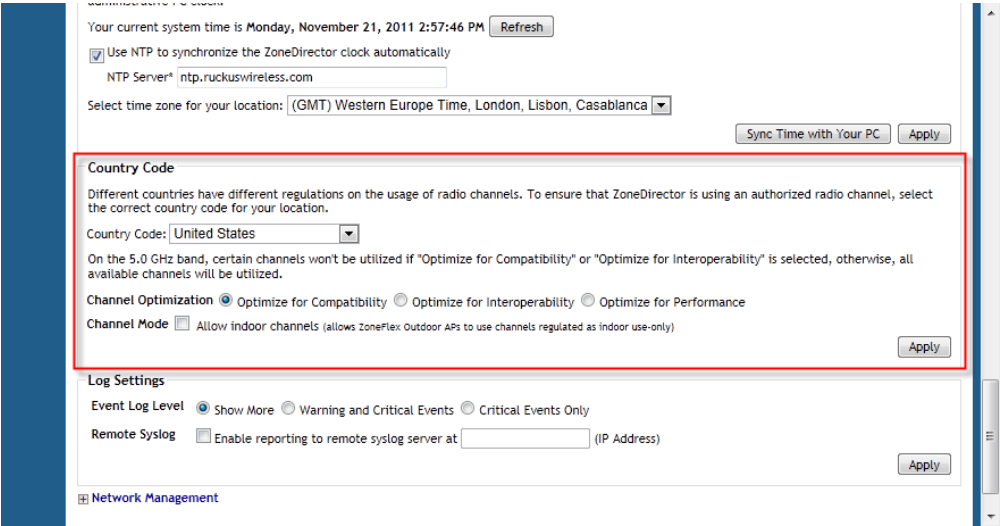 administrative PC clock.
Your current system time is Monday, November 21, 2011 2:57:46 PM Refresh
Use NTP to synchronize the ZoneDirector clock automatically
NTP Server* ntp.ruckuswireless.com
Select time zone for your location: (GMT) Western Europe Time, London, Lisbon, Casablanca
Sync Time with Your PC Apply
Country Code
Different countries have different regulations on the usage of radio channels. To ensure that ZoneDirector is using an authorized radio channel, select
the correct country code for your location.
Country Code: United States
On the 5.0 GHz band, certain channels won't be utilized if "Optimize for Compatibility" or "Optimize for Interoperability" is selected, otherwise, all
available channels will be utilized.
Channel Optimization Optimize for Compatibility Optimize for Interoperability Optimize for Performance
Channel Mode Allow indoor channels (allows ZoneFlex Outdoor APs to use channels regulated as indoor use-only)
Apply
Log Settings
Event Log Level Show More Warning and Critical Events Critical Events Only
Remote Syslog Enable reporting to remote syslog server at (IP Address)
Apply
Network Management